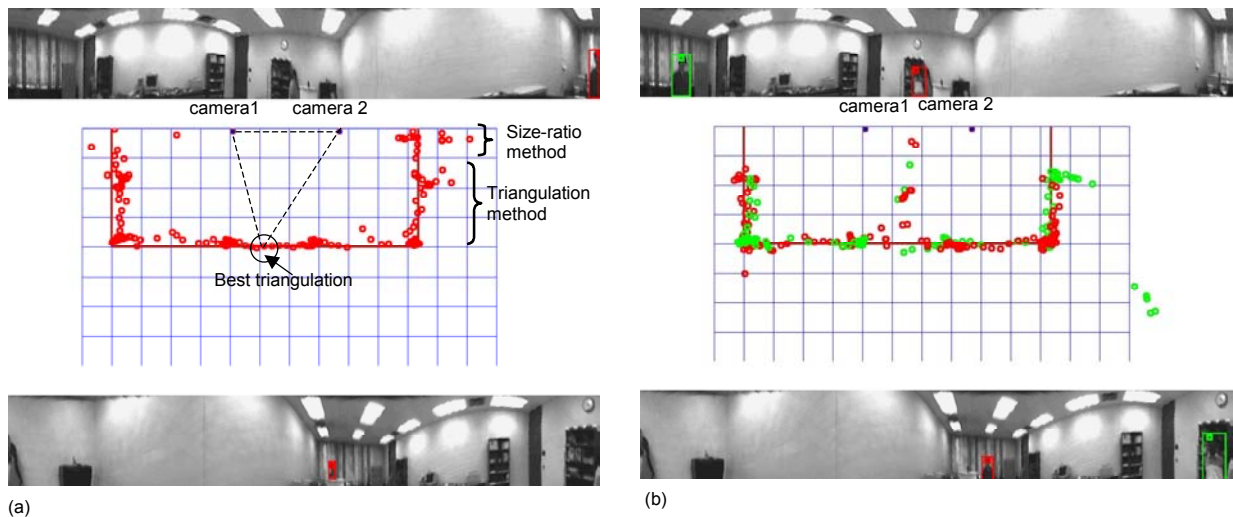 camera1 camera 2
Size-ratio
method
Triangulation
method
Best triangulation
(a)
camera1 camera 2
(b)